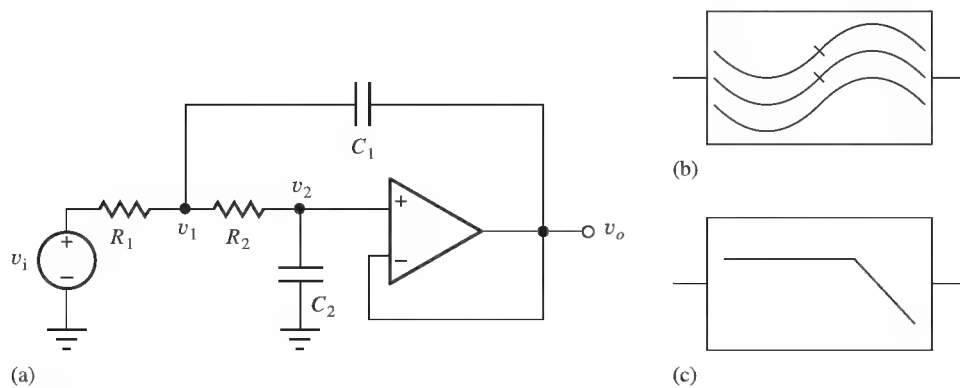 C₁
v₂
v₁
R₁
R₂
+
−
vₒ
vᵢ
+
−
C₂
(a)
(b)
(c)